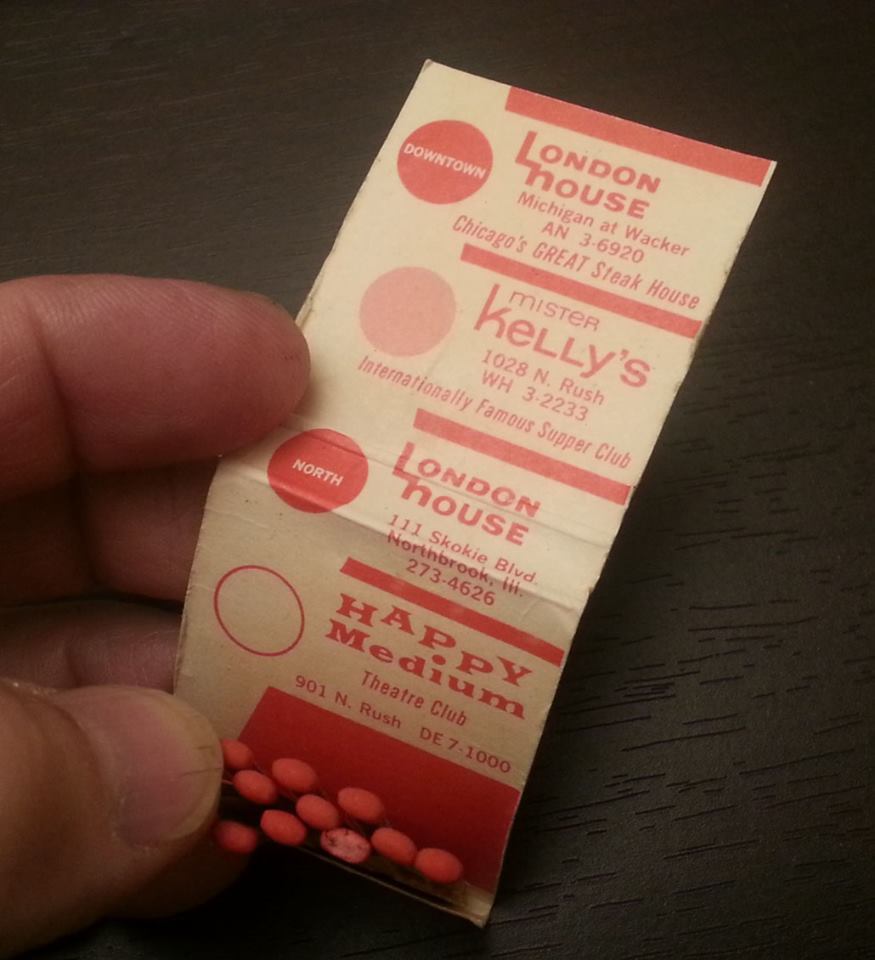 DOWNTOWN
LONDON
hOUSE
Michigan at Wacker
AN 3-6920
Chicago's GREAT Steak House
mISTER
keLLy's
1028 N. Rush
WH 3-2233
Internationally Famous Supper Club
NORTH
LONDON
hOUSE
111 Skokie Blvd.
Northbrook, Ill.
273-4626
HAPPY
Medium
Theatre Club
901 N. Rush DE 7-1000